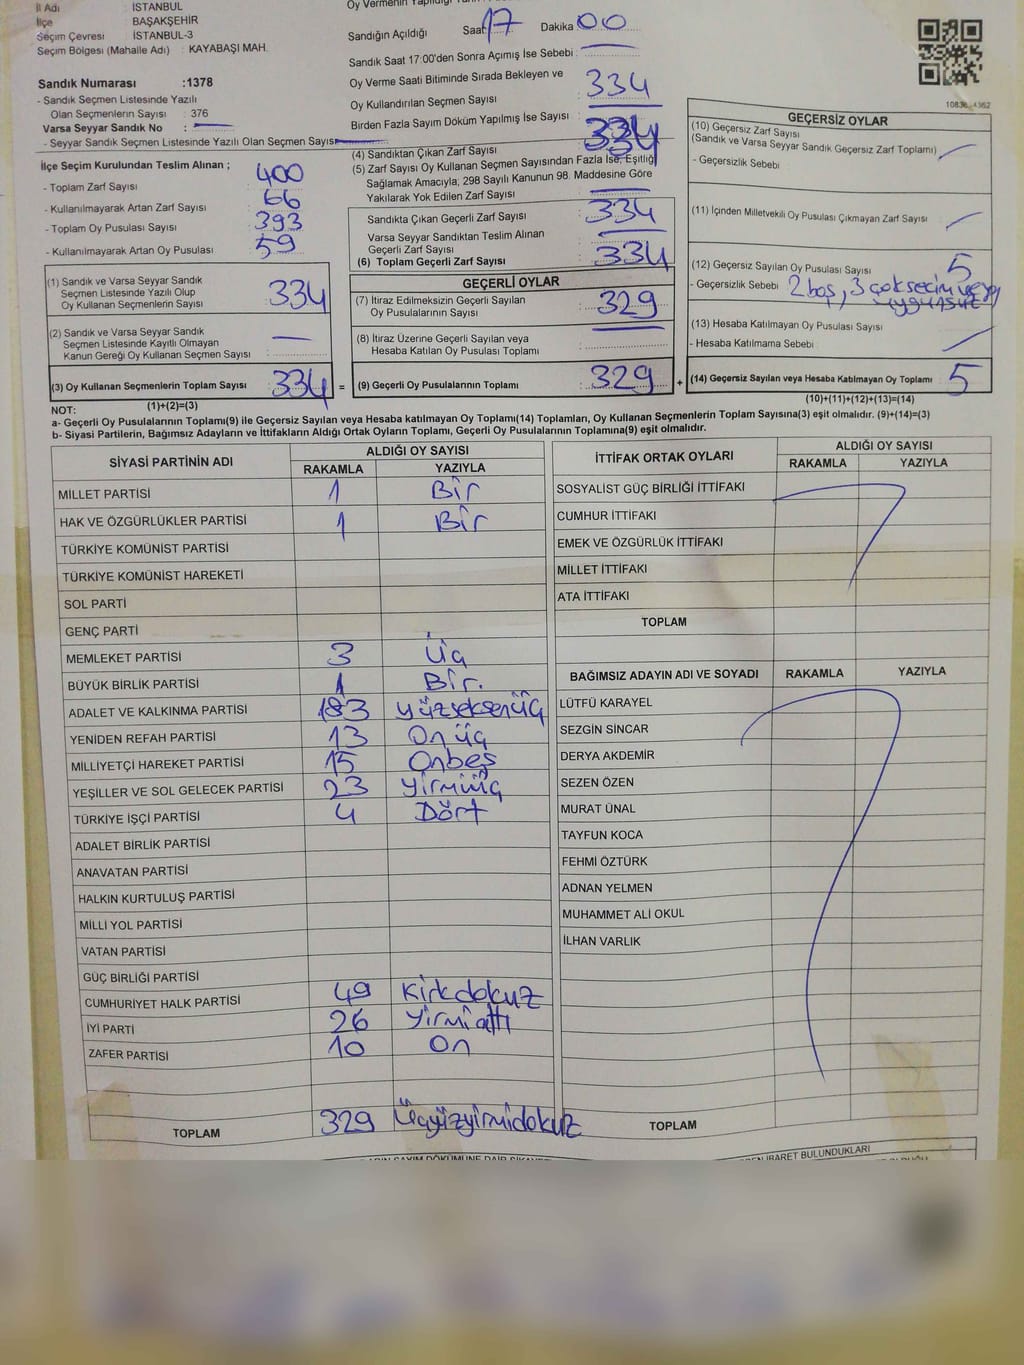 İl Adı : İSTANBUL
İlçe : BAŞAKŞEHİR
Seçim Çevresi : İSTANBUL-3
Seçim Bölgesi (Mahalle Adı) : KAYABAŞI MAH.
Sandık Numarası :1378
- Sandık Seçmen Listesinde Yazılı
Olan Seçmenlerin Sayısı : 376
Varsa Seyyar Sandık No :
- Seyyar Sandık Seçmen Listesinde Yazılı Olan Seçmen Sayısı
Sandığın Açıldığı Saat 17 Dakika 00
Sandık Saat 17:00'den Sonra Açımış İse Sebebi :
Oy Verme Saati Bitiminde Sırada Bekleyen ve
Oy Kullandırılan Seçmen Sayısı : 334
Birden Fazla Sayım Döküm Yapılmış İse Sayısı : 334
10836
İlçe Seçim Kurulundan Teslim Alınan ;
- Toplam Zarf Sayısı : 400
- Kullanılmayarak Artan Zarf Sayısı : 66
- Toplam Oy Pusulası Sayısı : 393
- Kullanılmayarak Artan Oy Pusulası : 59
(4) Sandıktan Çıkan Zarf Sayısı : 334
(5) Zarf Sayısı Oy Kullanan Seçmen Sayısından Fazla İse, Eşitliği
Sağlamak Amacıyla; 298 Sayılı Kanunun 98. Maddesine Göre
Yakılarak Yok Edilen Zarf Sayısı :
Sandıkta Çıkan Geçerli Zarf Sayısı : 334
Varsa Seyyar Sandıktan Teslim Alınan
Geçerli Zarf Sayısı :
(6) Toplam Geçerli Zarf Sayısı : 334
GEÇERSİZ OYLAR
(10) Geçersiz Zarf Sayısı
(Sandık ve Varsa Seyyar Sandık Geçersiz Zarf Toplamı)
- Geçersizlik Sebebi :
(11) İçinden Milletvekili Oy Pusulası Çıkmayan Zarf Sayısı :
(12) Geçersiz Sayılan Oy Pusulası Sayısı : 5
- Geçersizlik Sebebi : 2 boş, 3 çok seçim veya
uygunsuz
(13) Hesaba Katılmayan Oy Pusulası Sayısı :
- Hesaba Katılmama Sebebi :
(14) Geçersiz Sayılan veya Hesaba Katılmayan Oy Toplamı : 5
(10)+(11)+(12)+(13)=(14)
(1) Sandık ve Varsa Seyyar Sandık
Seçmen Listesinde Yazılı Olup
Oy Kullanan Seçmenlerin Sayısı : 334
(2) Sandık ve Varsa Seyyar Sandık
Seçmen Listesinde Kayıtlı Olmayan
Kanun Gereği Oy Kullanan Seçmenlerin Sayısı :
(3) Oy Kullanan Seçmenlerin Toplam Sayısı : 334 =
(1)+(2)=(3)
GEÇERLİ OYLAR
(7) İtiraz Edilmeksizin Geçerli Sayılan
Oy Pusulalarının Sayısı : 329
(8) İtiraz Üzerine Geçerli Sayılan veya
Hesaba Katılan Oy Pusulası Toplamı :
(9) Geçerli Oy Pusulalarının Toplamı : 329 +
NOT:
a- Geçerli Oy Pusulalarının Toplamı(9) ile Geçersiz Sayılan veya Hesaba katılmayan Oy Toplamı(14) Toplamları, Oy Kullanan Seçmenlerin Toplam Sayısına(3) eşit olmalıdır. (9)+(14)=(3)
b- Siyasi Partilerin, Bağımsız Adayların ve İttifakların Aldığı Ortak Oyların Toplamı, Geçerli Oy Pusulalarının Toplamına(9) eşit olmalıdır.
SİYASİ PARTİNİN ADI ALDIĞI OY SAYISI
RAKAMLA YAZIYLA
MİLLET PARTİSİ 1 Bir
HAK VE ÖZGÜRLÜKLER PARTİSİ 1 Bir
TÜRKİYE KOMÜNİST PARTİSİ
TÜRKİYE KOMÜNİST HAREKETİ
SOL PARTİ
GENÇ PARTİ
MEMLEKET PARTİSİ 3 üç
BÜYÜK BİRLİK PARTİSİ 1 Bir.
ADALET VE KALKINMA PARTİSİ 183 yüzseksenüç
YENİDEN REFAH PARTİSİ 13 On üç
MİLLİYETÇİ HAREKET PARTİSİ 15 Onbeş
YEŞİLLER VE SOL GELECEK PARTİSİ 23 yirmiüç
TÜRKİYE İŞÇİ PARTİSİ 4 Dört
ADALET BİRLİK PARTİSİ
ANAVATAN PARTİSİ
HALKIN KURTULUŞ PARTİSİ
MİLLİ YOL PARTİSİ
VATAN PARTİSİ
GÜÇ BİRLİĞİ PARTİSİ
CUMHURİYET HALK PARTİSİ 49 kirkdokuz
İYİ PARTİ 26 yirmi altı
ZAFER PARTİSİ 10 On
TOPLAM 329 üçyüzyirmidokuz
İTTİFAK ORTAK OYLARI ALDIĞI OY SAYISI
RAKAMLA YAZIYLA
SOSYALİST GÜÇ BİRLİĞİ İTTİFAKI
CUMHUR İTTİFAKI
EMEK VE ÖZGÜRLÜK İTTİFAKI
MİLLET İTTİFAKI
ATA İTTİFAKI
TOPLAM
BAĞIMSIZ ADAYIN ADI VE SOYADI RAKAMLA YAZIYLA
LÜTFÜ KARAYEL
SEZGİN SİNCAR
DERYA AKDEMİR
SEZEN ÖZEN
MURAT ÜNAL
TAYFUN KOCA
FEHMİ ÖZTÜRK
ADNAN YELMEN
MUHAMMET ALİ OKUL
İLHAN VARLIK
TOPLAM
İBARET BULUNDUKLARI